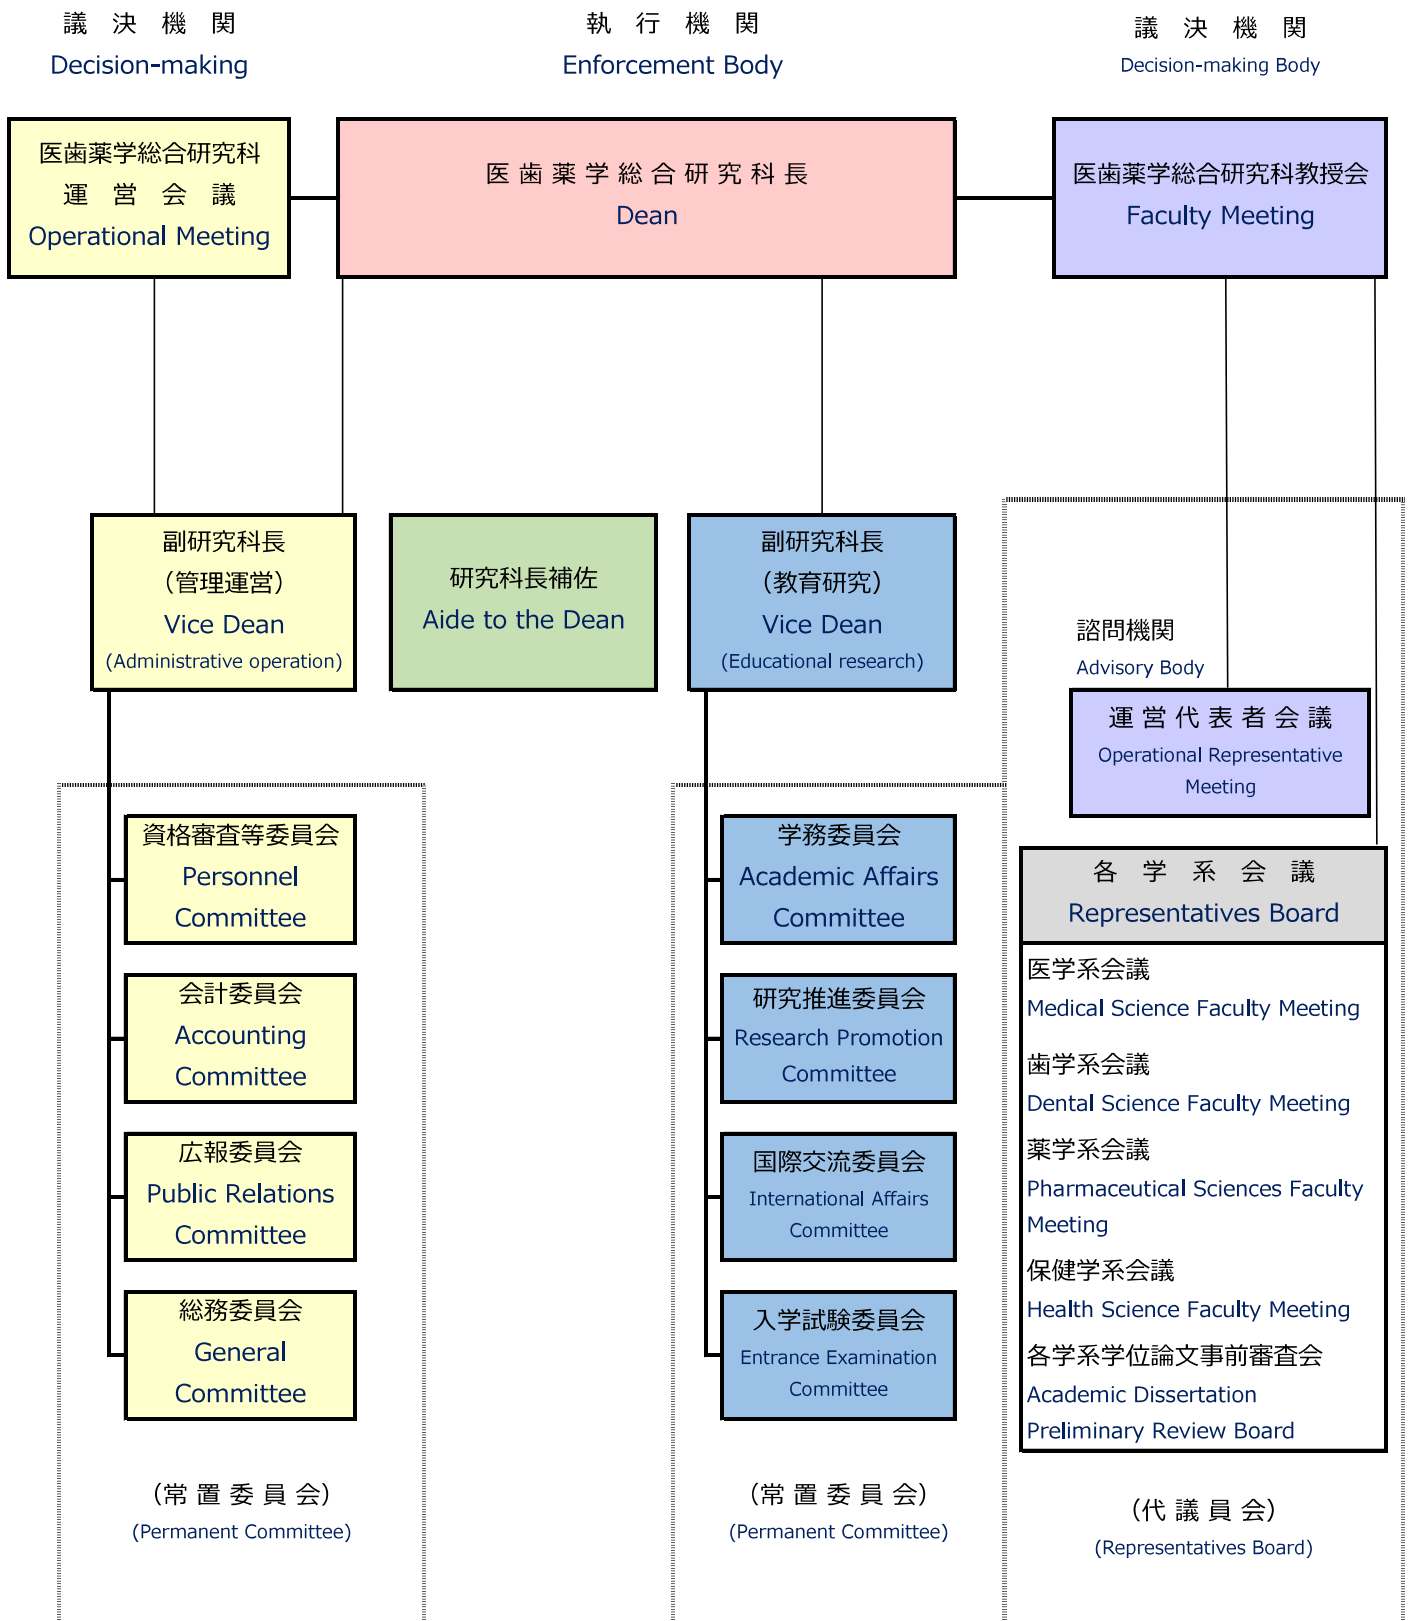 議 決 機 関
Decision-making
執 行 機 関
Enforcement Body
議 決 機 関
Decision-making Body
医歯薬学総合研究科
運 営 会 議
Operational Meeting
医 歯 薬 学 総 合 研 究 科 長
Dean
医歯薬学総合研究科教授会
Faculty Meeting
副研究科長
（管理運営）
Vice Dean
(Administrative operation)
研究科長補佐
Aide to the Dean
副研究科長
（教育研究）
Vice Dean
(Educational research)
諮問機関
Advisory Body
運 営 代 表 者 会 議
Operational Representative
Meeting
資格審査等委員会
Personnel
Committee
会計委員会
Accounting
Committee
広報委員会
Public Relations
Committee
総務委員会
General
Committee
（常 置 委 員 会）
(Permanent Committee)
学務委員会
Academic Affairs
Committee
研究推進委員会
Research Promotion
Committee
国際交流委員会
International Affairs
Committee
入学試験委員会
Entrance Examination
Committee
（常 置 委 員 会）
(Permanent Committee)
各 学 系 会 議
Representatives Board
医学系会議
Medical Science Faculty Meeting
歯学系会議
Dental Science Faculty Meeting
薬学系会議
Pharmaceutical Sciences Faculty
Meeting
保健学系会議
Health Science Faculty Meeting
各学系学位論文事前審査会
Academic Dissertation
Preliminary Review Board
（代 議 員 会）
(Representatives Board)